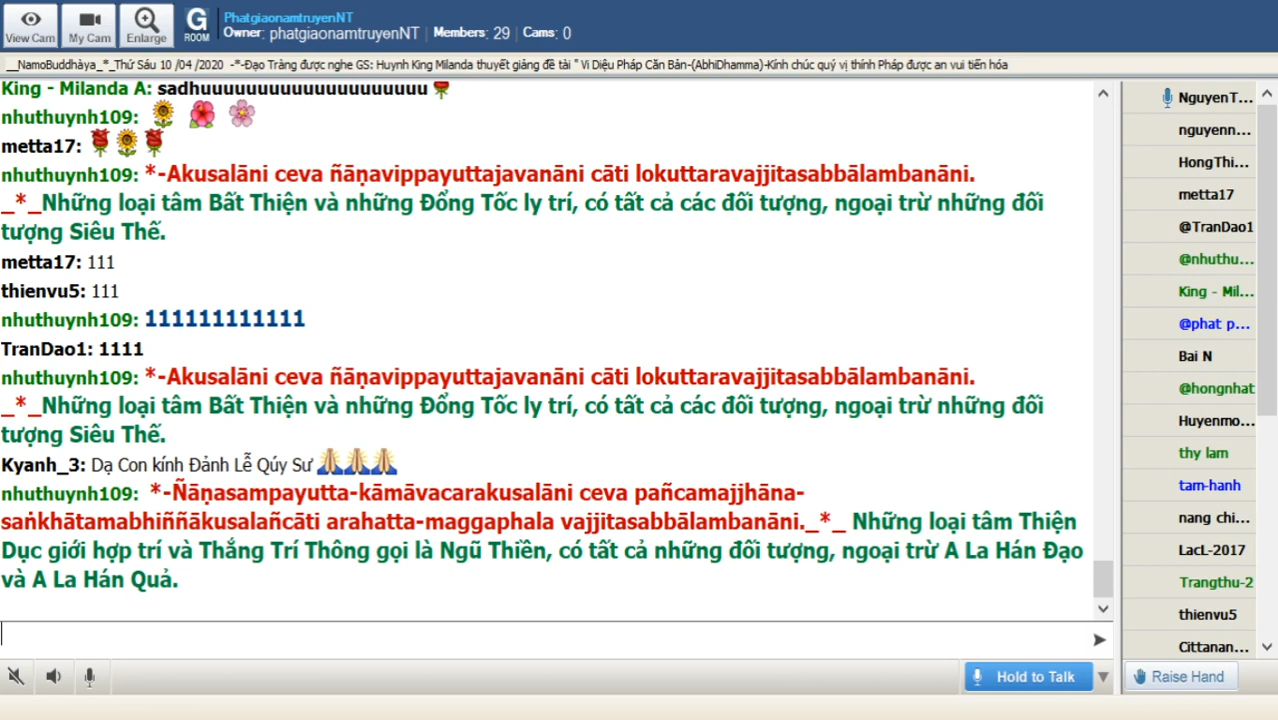 PhatgiaonamtruyenNT
Owner: phatgiaonamtruyenNT | Members: 29 | Cams: 0
View Cam My Cam Enlarge G ROOM
__NamoBuddhàya_*_Thứ Sáu 10 /04 /2020 -*-Đạo Tràng được nghe GS: Huynh King Milanda thuyết giảng đề tài " Vi Diệu Pháp Căn Bản-(AbhiDhamma)-Kính chúc quý vị thính Pháp được an vui tiến hóa
King - Milanda A: sadhuuuuuuuuuuuuuuuuuuuu
nhuthuynh109:
metta17:
nhuthuynh109: *-Akusalāni ceva ñāṇavippayuttajavanāni cāti lokuttaravajjitasabbālambanāni.
_*_Những loại tâm Bất Thiện và những Đổng Tốc ly trí, có tất cả các đối tượng, ngoại trừ những đối
tượng Siêu Thế.
metta17: 111
thienvu5: 111
nhuthuynh109: 111111111111
TranDao1: 1111
nhuthuynh109: *-Akusalāni ceva ñāṇavippayuttajavanāni cāti lokuttaravajjitasabbālambanāni.
_*_Những loại tâm Bất Thiện và những Đổng Tốc ly trí, có tất cả các đối tượng, ngoại trừ những đối
tượng Siêu Thế.
Kyanh_3: Dạ Con kính Đảnh Lễ Qúy Sư
nhuthuynh109: *-Ñāṇasampayutta-kāmāvacarakusalāni ceva pañcamajjhāna-
saṅkhātamabhiññākusalañcāti arahatta-maggaphala vajjitasabbālambanāni._*_ Những loại tâm Thiện
Dục giới hợp trí và Thắng Trí Thông gọi là Ngũ Thiền, có tất cả những đối tượng, ngoại trừ A La Hán Đạo
và A La Hán Quả.
NguyenT...
nguyenn...
HongThi...
metta17
@TranDao1
@nhuthu...
King - Mil...
@phat p...
Bai N
@hongnhat
Huyenmo...
thy lam
tam-hanh
nang chi...
LacL-2017
Trangthu-2
thienvu5
Cittanan...
Hold to Talk
Raise Hand